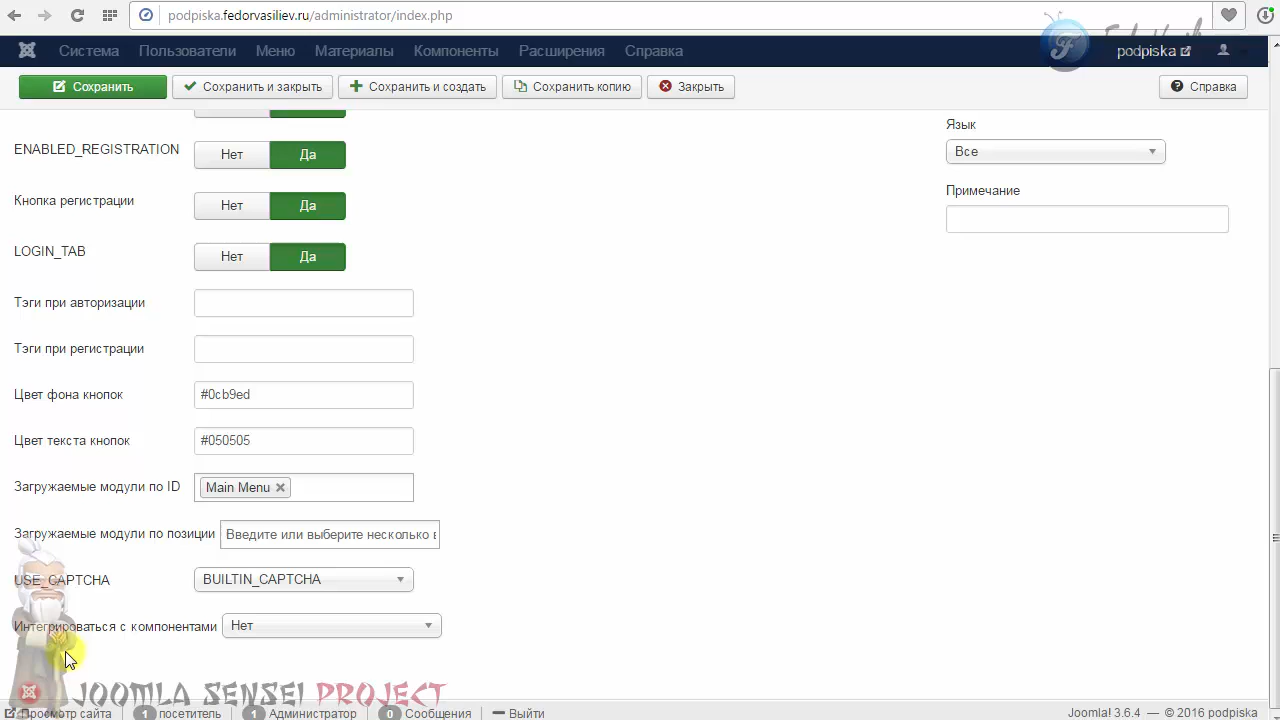 podpiska.fedorvasiliev.ru/administrator/index.php
Система Пользователи Меню Материалы Компоненты Расширения Справка podpiska
Сохранить Сохранить и закрыть Сохранить и создать Сохранить копию Закрыть Справка
Язык
Все
ENABLED_REGISTRATION Нет Да
Примечание
Кнопка регистрации Нет Да
LOGIN_TAB Нет Да
Тэги при авторизации
Тэги при регистрации
Цвет фона кнопок #0cb9ed
Цвет текста кнопок #050505
Загружаемые модули по ID Main Menu
Загружаемые модули по позиции Введите или выберите несколько
USE_CAPTCHA BUILTIN_CAPTCHA
Интегрироваться с компонентами Нет
JOOMLA SENSEI PROJECT
Просмотр сайта 1 посетитель 1 Администратор 0 Сообщения Выйти Joomla! 3.6.4 — © 2016 podpiska